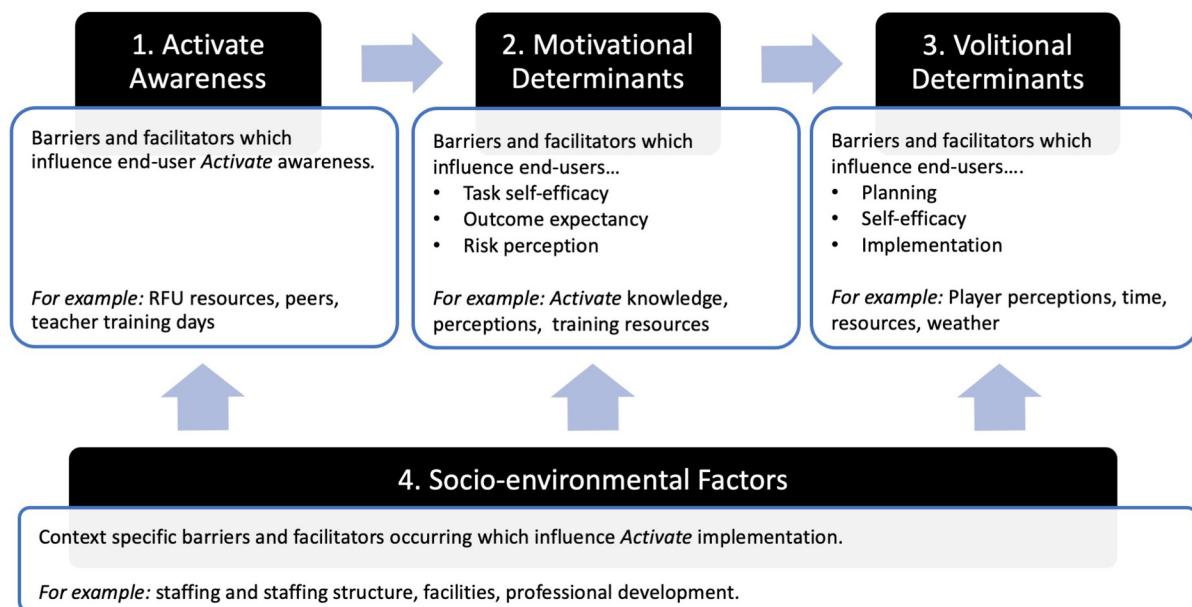 1. Activate
Awareness
Barriers and facilitators which
influence end-user Activate awareness.
For example: RFU resources, peers,
teacher training days
2. Motivational
Determinants
Barriers and facilitators which
influence end-users...
• Task self-efficacy
• Outcome expectancy
• Risk perception
For example: Activate knowledge,
perceptions, training resources
3. Volitional
Determinants
Barriers and facilitators which
influence end-users....
• Planning
• Self-efficacy
• Implementation
For example: Player perceptions, time,
resources, weather
4. Socio-environmental Factors
Context specific barriers and facilitators occurring which influence Activate implementation.
For example: staffing and staffing structure, facilities, professional development.